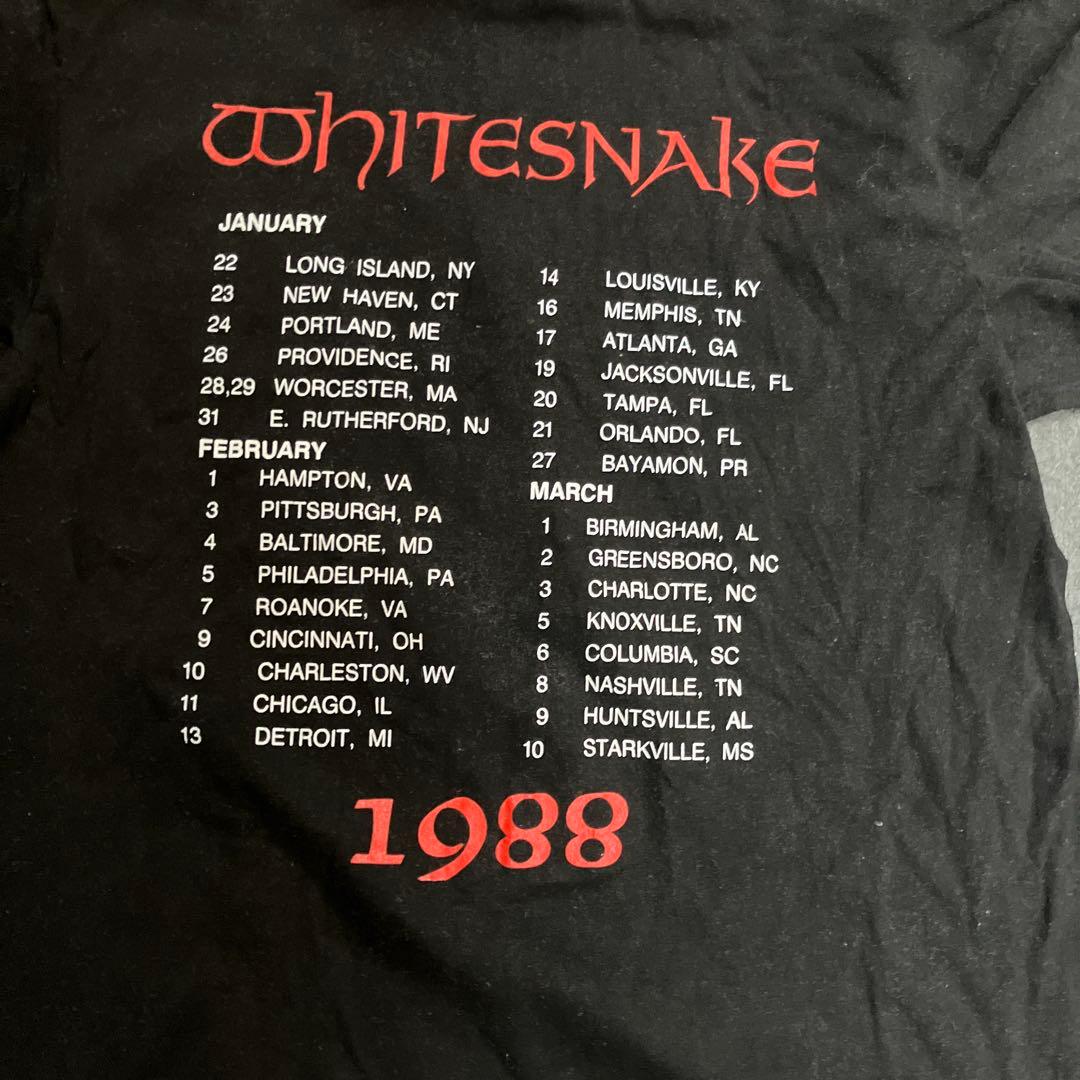 WHITESNAKE
JANUARY
22 LONG ISLAND, NY
23 NEW HAVEN, CT
24 PORTLAND, ME
26 PROVIDENCE, RI
28,29 WORCESTER, MA
31 E. RUTHERFORD, NJ
FEBRUARY
1 HAMPTON, VA
3 PITTSBURGH, PA
4 BALTIMORE, MD
5 PHILADELPHIA, PA
7 ROANOKE, VA
9 CINCINNATI, OH
10 CHARLESTON, WV
11 CHICAGO, IL
13 DETROIT, MI
14 LOUISVILLE, KY
16 MEMPHIS, TN
17 ATLANTA, GA
19 JACKSONVILLE, FL
20 TAMPA, FL
21 ORLANDO, FL
27 BAYAMON, PR
MARCH
1 BIRMINGHAM, AL
2 GREENSBORO, NC
3 CHARLOTTE, NC
5 KNOXVILLE, TN
6 COLUMBIA, SC
8 NASHVILLE, TN
9 HUNTSVILLE, AL
10 STARKVILLE, MS
1988